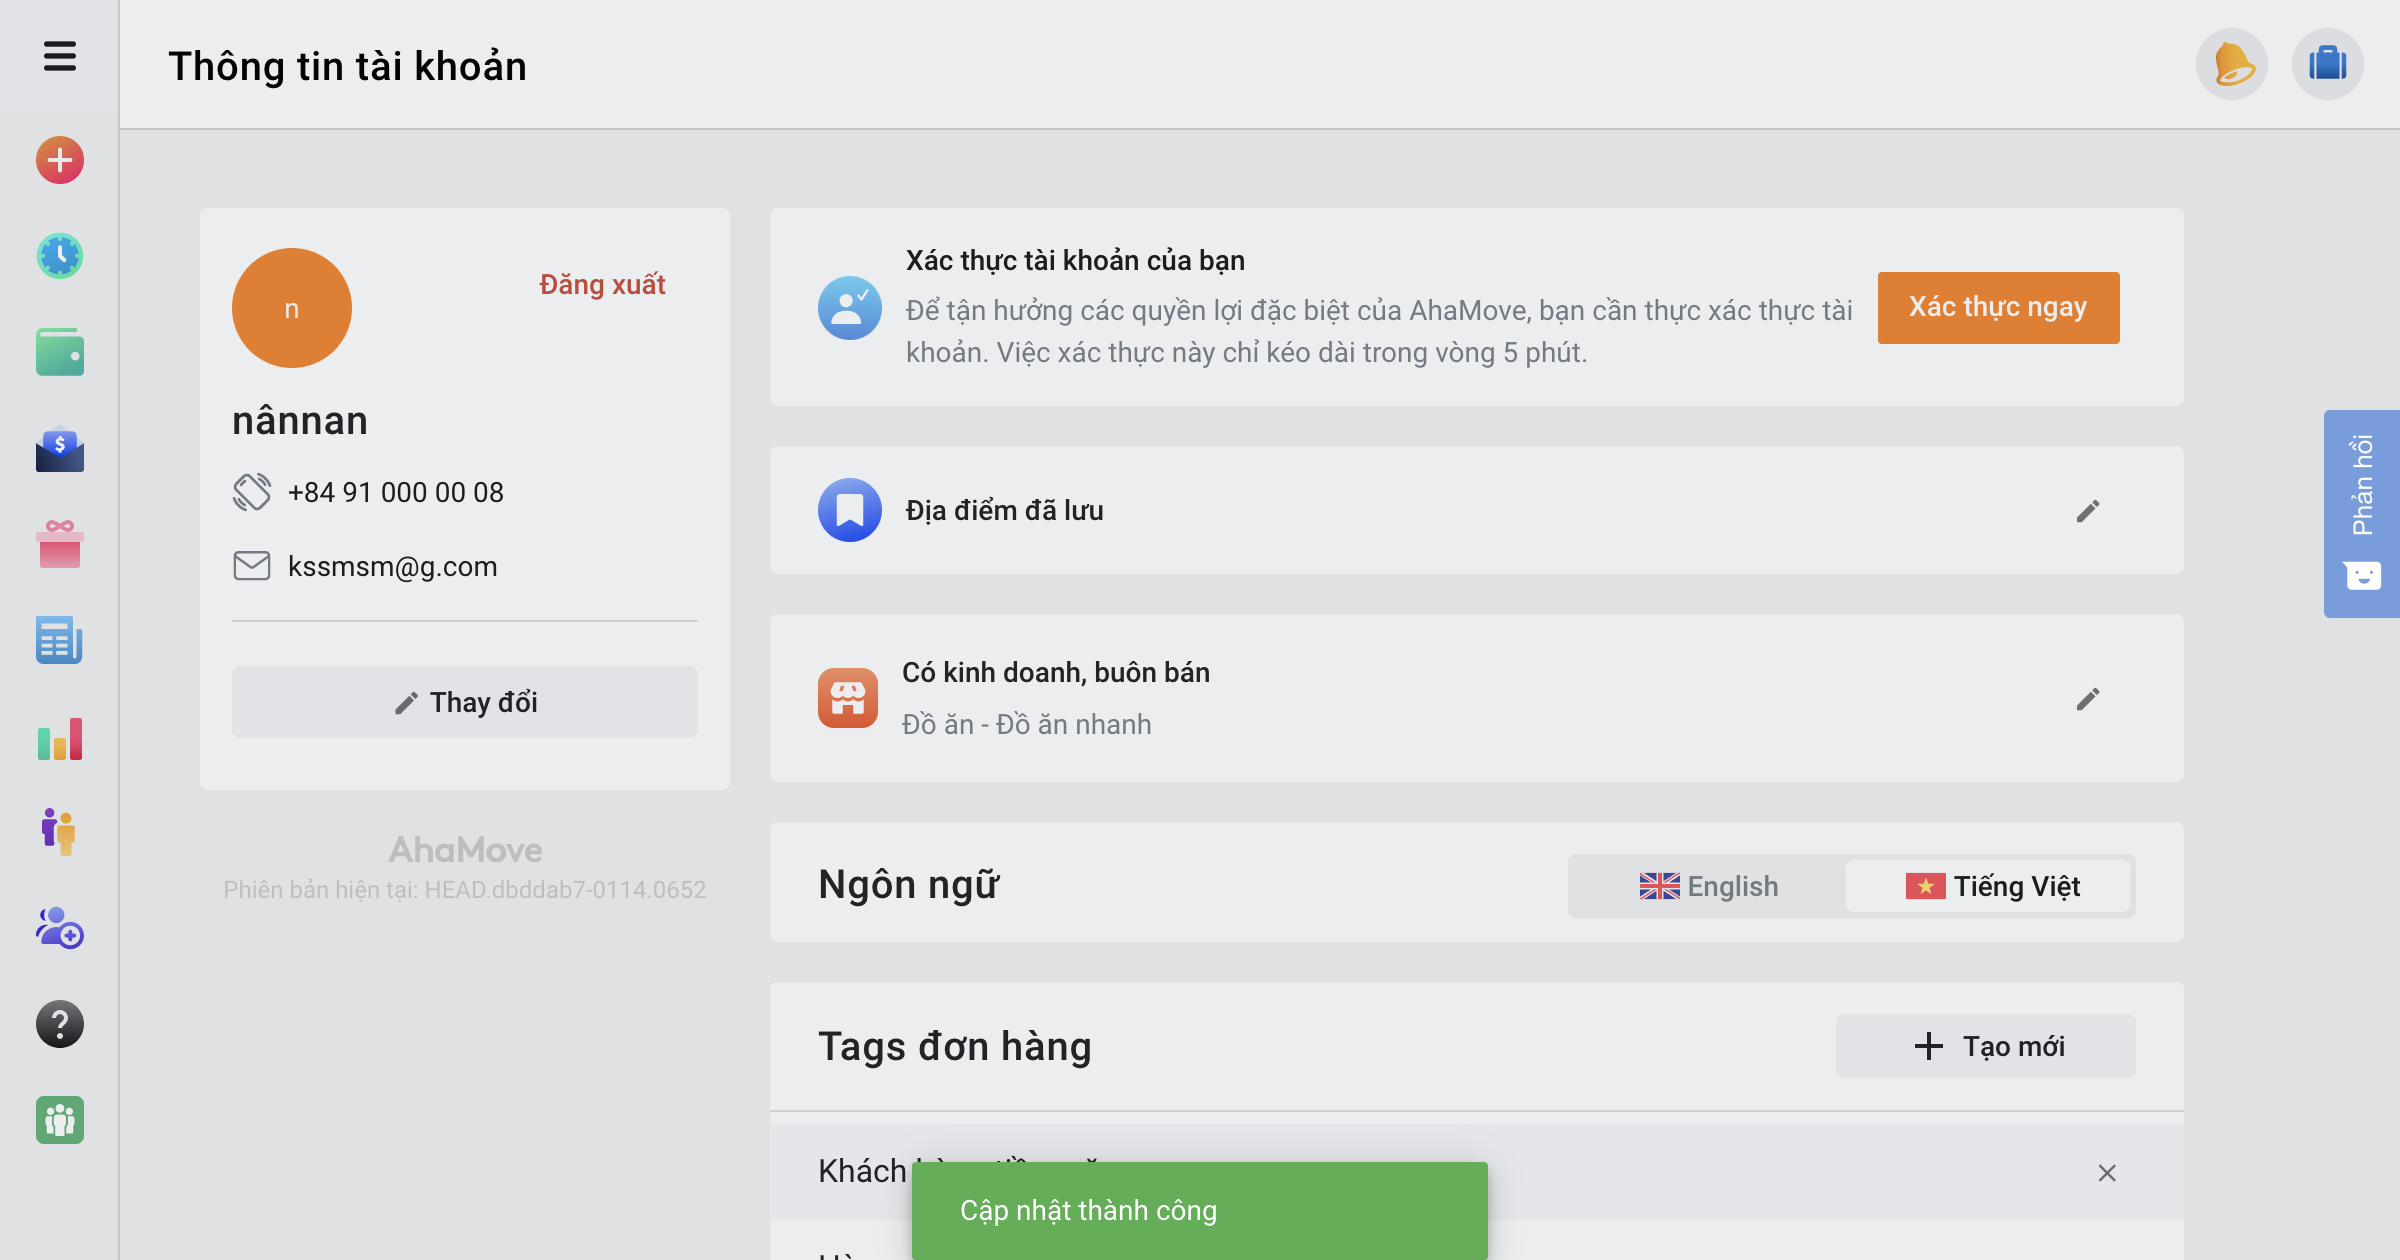 Thông tin tài khoản
n
Đăng xuất
nânnan
+84 91 000 00 08
kssmsm@g.com
Thay đổi
AhaMove
Phiên bản hiện tại: HEAD.dbddab7-0114.0652
Xác thực tài khoản của bạn
Để tận hưởng các quyền lợi đặc biệt của AhaMove, bạn cần thực xác thực tài
khoản. Việc xác thực này chỉ kéo dài trong vòng 5 phút.
Xác thực ngay
Địa điểm đã lưu
Có kinh doanh, buôn bán
Đồ ăn - Đồ ăn nhanh
Ngôn ngữ
English
Tiếng Việt
Tags đơn hàng
Tạo mới
Khách
Cập nhật thành công
Phản hồi